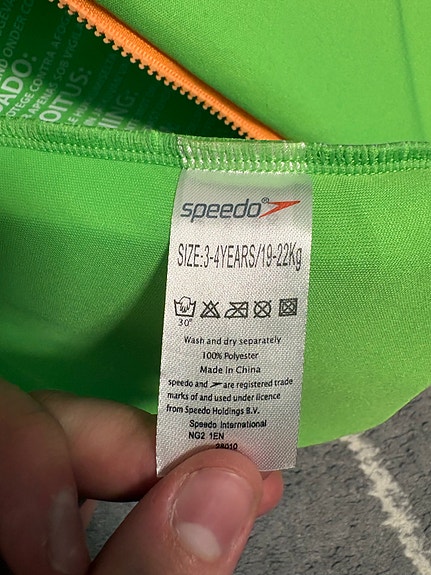 speedo®
SIZE:3-4YEARS/19-22Kg
30°
Wash and dry separately
100% Polyester
Made in China
speedo and are registered trade
marks of and used under licence
from Speedo Holdings B.V.
Speedo International
NG2 1EN
28010